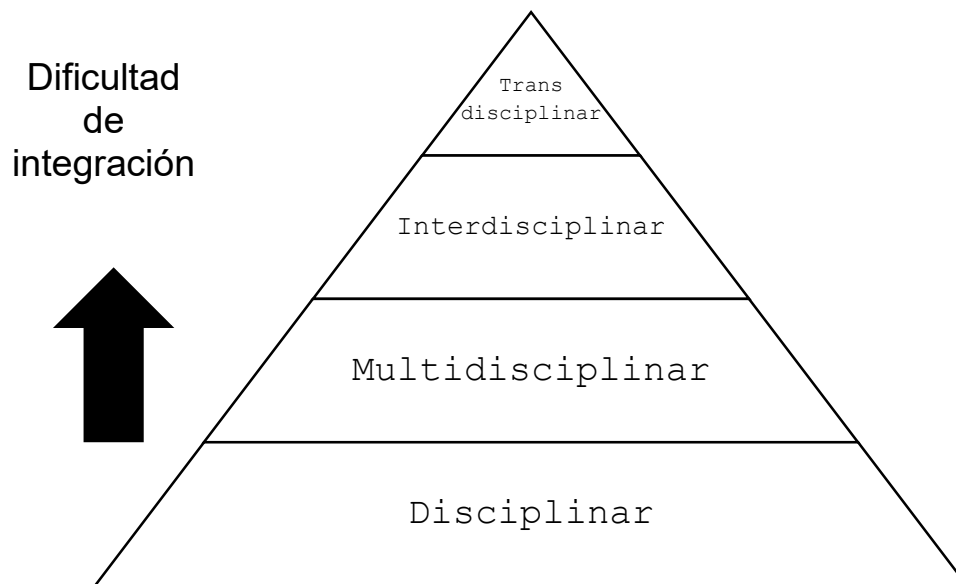 Dificultad
de
integración
Trans
disciplinar
Interdisciplinar
Multidisciplinar
Disciplinar